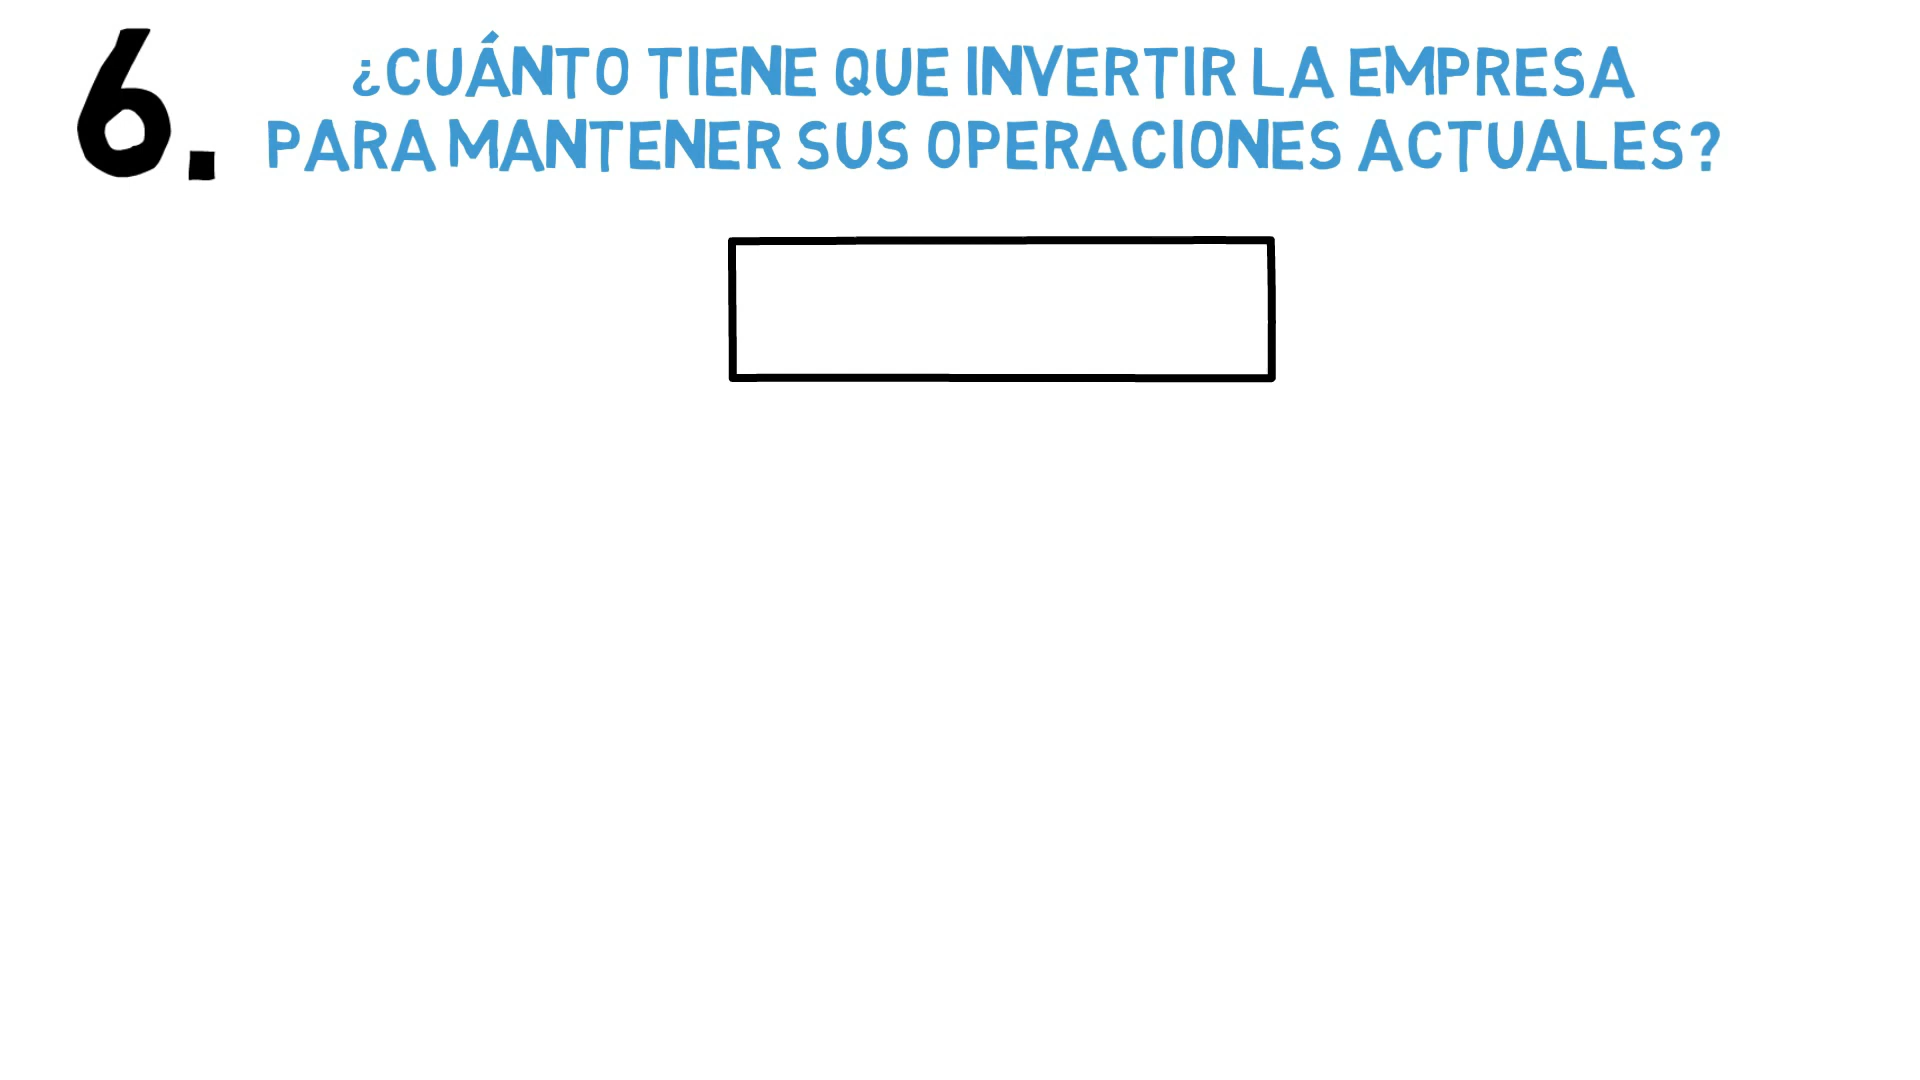 6. ¿CUÁNTO TIENE QUE INVERTIR LA EMPRESA
PARA MANTENER SUS OPERACIONES ACTUALES?